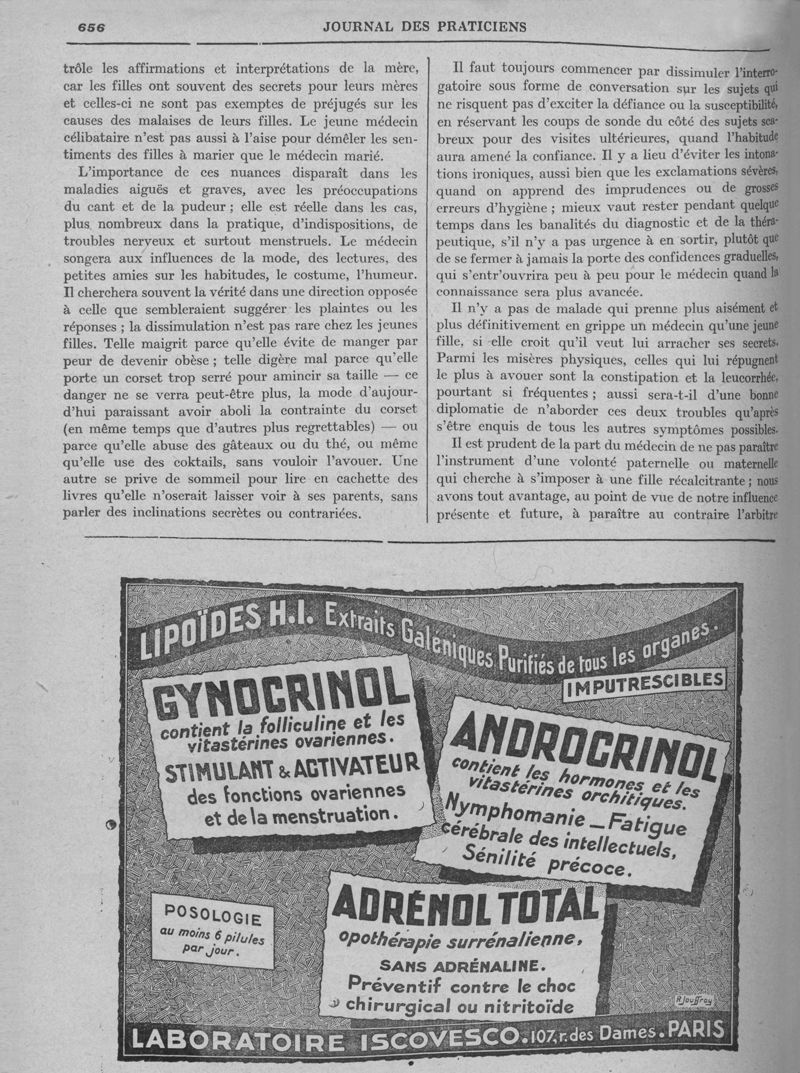 656
JOURNAL DES PRATICIENS
trôle les affirmations et interprétations de la mère,
car les filles ont souvent des secrets pour leurs mères
et celles-ci ne sont pas exemptes de préjugés sur les
causes des malaises de leurs filles. Le jeune médecin
célibataire n'est pas aussi à l'aise pour démêler les sen-
timents des filles à marier que le médecin marié.
L'importance de ces nuances disparaît dans les
maladies aiguës et graves, avec les préoccupations
du cant et de la pudeur ; elle est réelle dans les cas,
plus nombreux dans la pratique, d'indispositions, de
troubles nerveux et surtout menstruels. Le médecin
songera aux influences de la mode, des lectures, des
petites amies sur les habitudes, le costume, l'humeur.
Il cherchera souvent la vérité dans une direction opposée
à celle que sembleraient suggérer les plaintes ou les
réponses ; la dissimulation n'est pas rare chez les jeunes
filles. Telle maigrit parce qu'elle évite de manger par
peur de devenir obèse ; telle digère mal parce qu'elle
porte un corset trop serré pour amincir sa taille — ce
danger ne se verra peut-être plus, la mode d'aujour-
d'hui paraissant avoir aboli la contrainte du corset
(en même temps que d'autres plus regrettables) — ou
parce qu'elle abuse des gâteaux ou du thé, ou même
qu'elle use des coktails, sans vouloir l'avouer. Une
autre se prive de sommeil pour lire en cachette des
livres qu'elle n'oserait laisser voir à ses parents, sans
parler des inclinations secrètes ou contrariées.
Il faut toujours commencer par dissimuler l'interro-
gatoire sous forme de conversation sur les sujets qui
ne risquent pas d'exciter la défiance ou la susceptibilité,
en réservant les coups de sonde du côté des sujets sca-
breux pour des visites ultérieures, quand l'habitude
aura amené la confiance. Il y a lieu d'éviter les intona-
tions ironiques, aussi bien que les exclamations sévères,
quand on apprend des imprudences ou de grosses
erreurs d'hygiène ; mieux vaut rester pendant quelque
temps dans les banalités du diagnostic et de la théra-
peutique, s'il n'y a pas urgence à en sortir, plutôt que
de se fermer à jamais la porte des confidences graduelles,
qui s'entr'ouvrira peu à peu pour le médecin quand la
connaissance sera plus avancée.
Il n'y a pas de malade qui prenne plus aisément et
plus définitivement en grippe un médecin qu'une jeune
fille, si elle croit qu'il veut lui arracher ses secrets.
Parmi les misères physiques, celles qui lui répugnent
le plus à avouer sont la constipation et la leucorrhée,
pourtant si fréquentes ; aussi sera-t-il d'une bonne
diplomatie de n'aborder ces deux troubles qu'après
s'être enquis de tous les autres symptômes possibles.
Il est prudent de la part du médecin de ne pas paraître
l'instrument d'une volonté paternelle ou maternelle
qui cherche à s'imposer à une fille récalcitrante ; nous
avons tout avantage, au point de vue de notre influence
présente et future, à paraître au contraire l'arbitre
LIPOÏDES H.I. Extraits Galéniques Purifiés de tous les organes.
IMPUTRESCIBLES
GYNOCRINOL
contient la folliculine et les
vitastérines ovariennes.
STIMULANT & ACTIVATEUR
des fonctions ovariennes
et de la menstruation.
ANDROCRINOL
contient les hormones et les
vitastérines orchitiques.
Nymphomanie _ Fatigue
cérébrale des intellectuels,
Sénilité précoce.
POSOLOGIE
au moins 6 pilules
par jour.
ADRÉNOL TOTAL
opothérapie surrénalienne,
SANS ADRÉNALINE.
Préventif contre le choc
chirurgical ou nitritoïde
R. Jouffroy
LABORATOIRE ISCOVESCO. 107, r. des Dames. PARIS